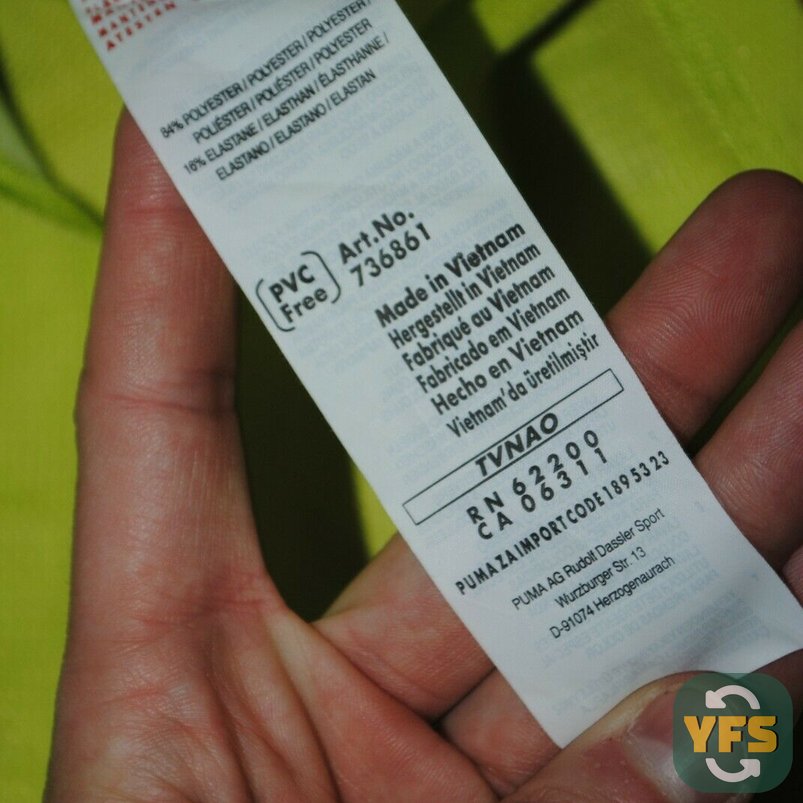 ATESTEN
84% POLYESTER / POLYESTER / POLYESTER /
POLIÉSTER / POLIÉSTER / POLYESTER
16% ELASTANE / ELASTHAN / ÉLASTHANNE /
ELASTANO / ELASTANO / ELASTAN
PVC
Free
Art.No.
736861
Made in Vietnam
Hergestellt in Vietnam
Fabriqué au Vietnam
Fabricado em Vietnam
Hecho en Vietnam
Vietnam'da üretilmiştir
TVNAO
RN 62200
CA 06311
PUMA ZA IMPORT CODE 1895323
PUMA AG Rudolf Dassler Sport
Wurzburger Str. 13
D-91074 Herzogenaurach
YFS